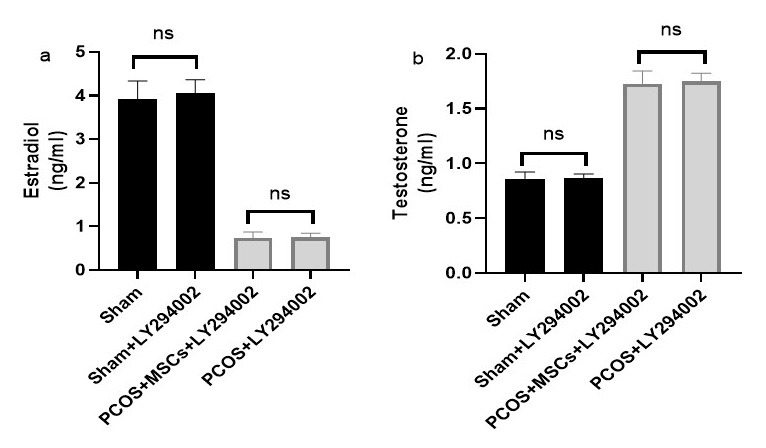 a
ns
ns
Estradiol
(ng/ml)
5
4
3
2
1
0
Sham
Sham+LY294002
PCOS+MSCs+LY294002
PCOS+LY294002
b
ns
ns
Testosterone
(ng/ml)
2.0
1.5
1.0
0.5
0.0
Sham
Sham+LY294002
PCOS+MSCs+LY294002
PCOS+LY294002